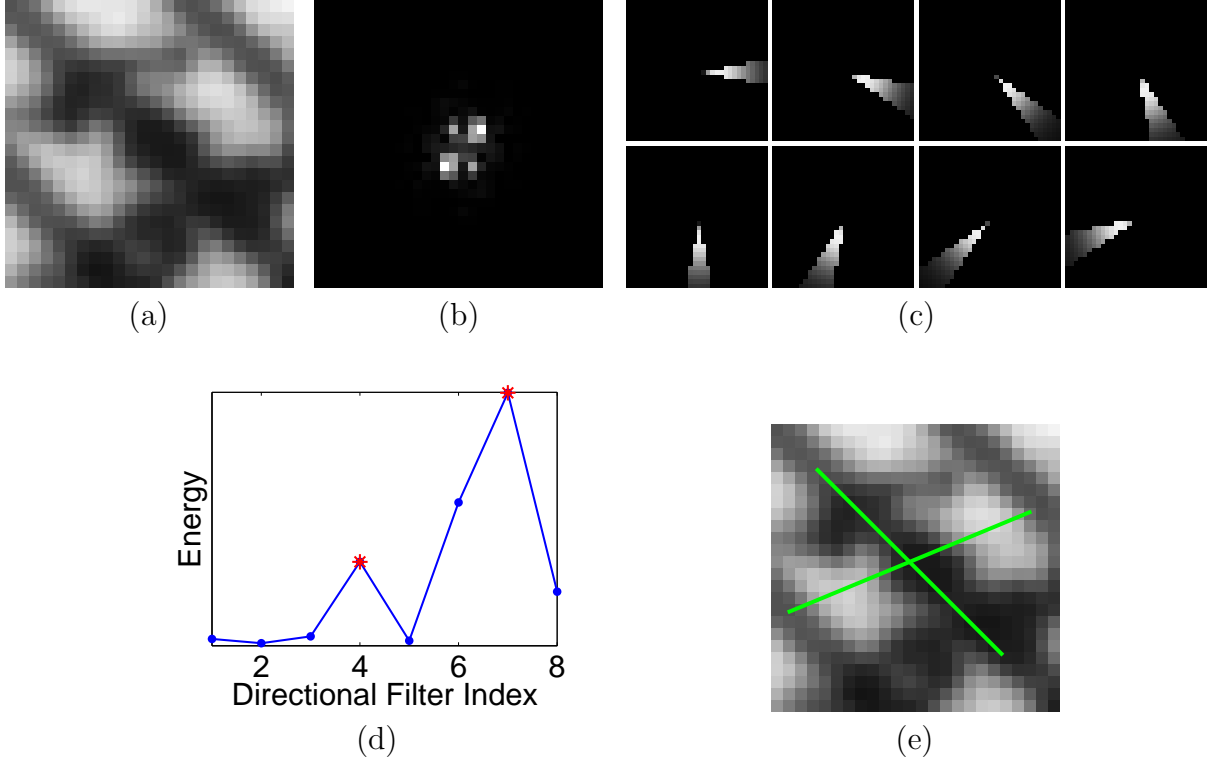 (a)
(b)
(c)
Energy
2 4 6 8
Directional Filter Index
(d)
(e)